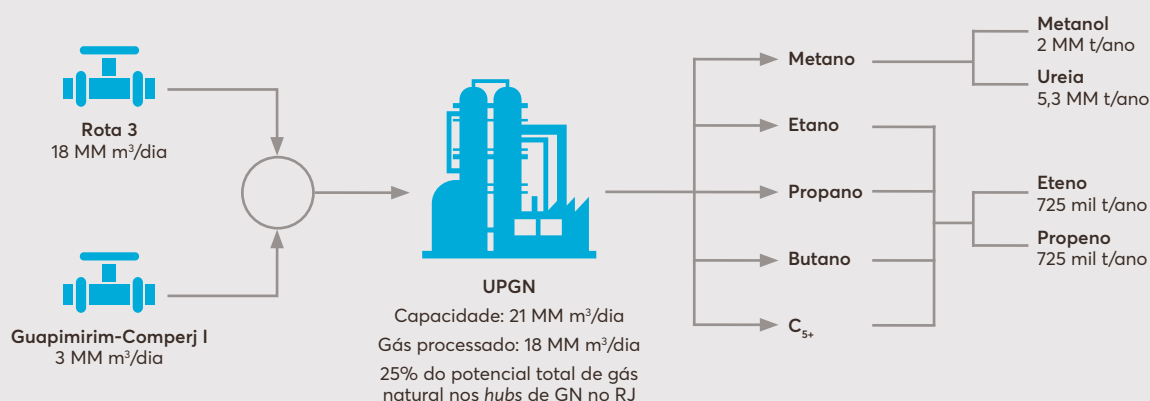 Rota 3
18 MM m³/dia
Guapimirim-Comperj I
3 MM m³/dia
UPGN
Capacidade: 21 MM m³/dia
Gás processado: 18 MM m³/dia
25% do potencial total de gás
natural nos hubs de GN no RJ
Metano
Etano
Propano
Butano
C₅₊
Metanol
2 MM t/ano
Ureia
5,3 MM t/ano
Eteno
725 mil t/ano
Propeno
725 mil t/ano